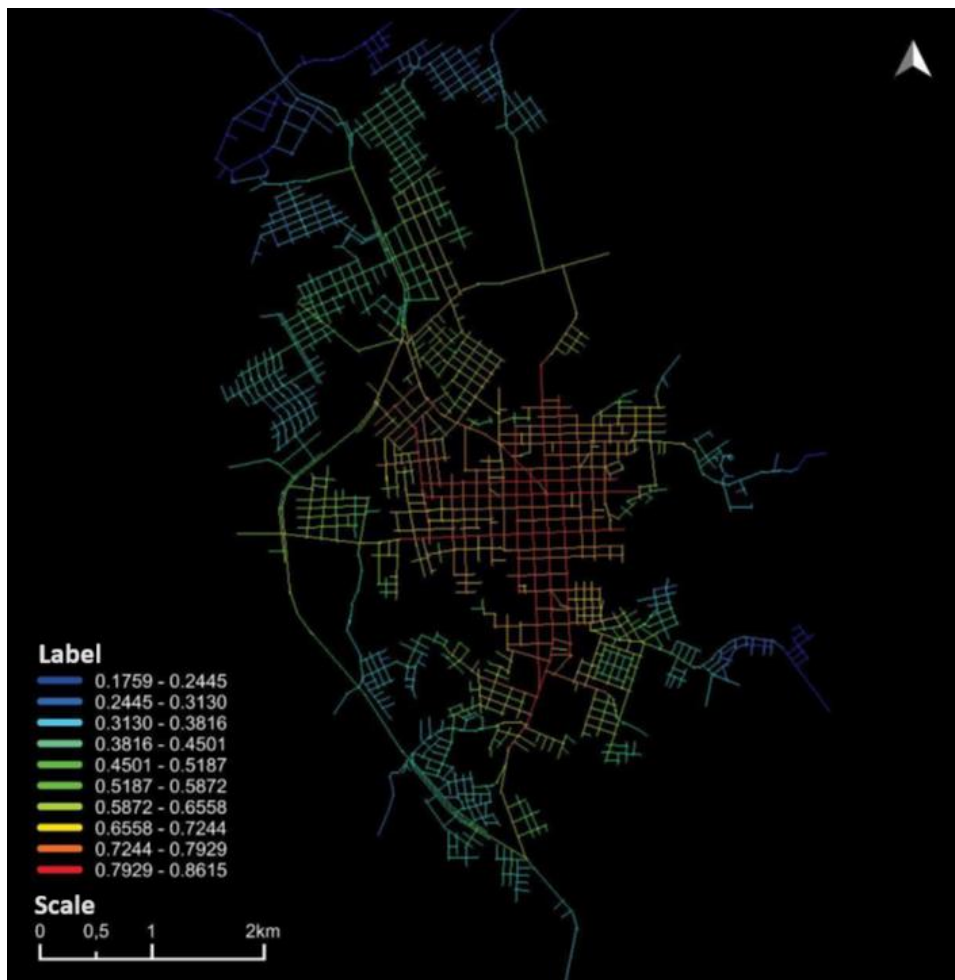 Label
0.1759 - 0.2445
0.2445 - 0.3130
0.3130 - 0.3816
0.3816 - 0.4501
0.4501 - 0.5187
0.5187 - 0.5872
0.5872 - 0.6558
0.6558 - 0.7244
0.7244 - 0.7929
0.7929 - 0.8615
Scale
0 0,5 1 2km